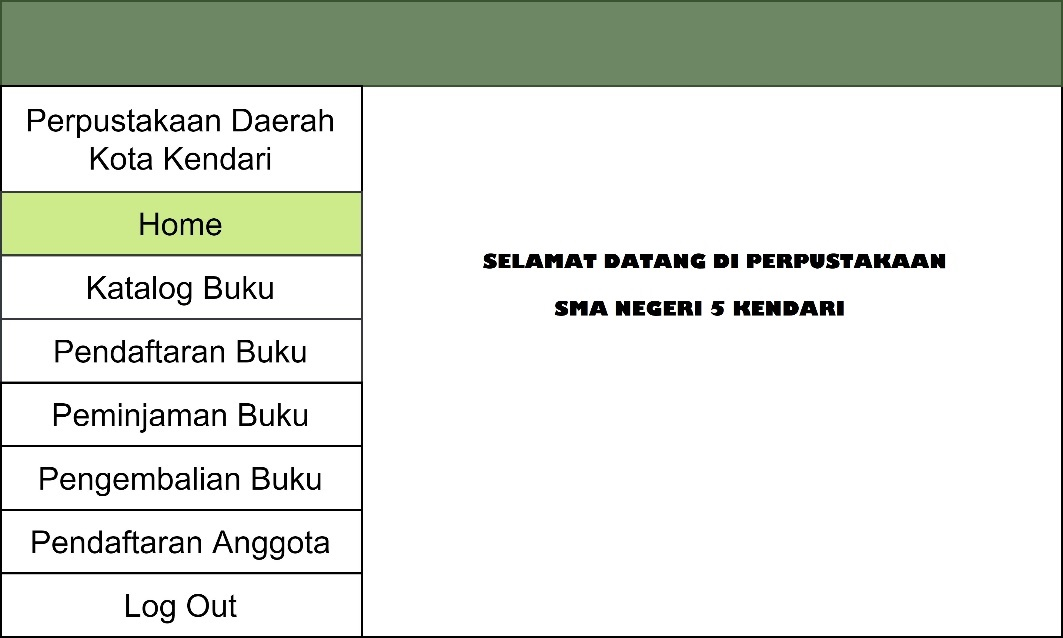 Perpustakaan Daerah
Kota Kendari
Home
Katalog Buku
Pendaftaran Buku
Peminjaman Buku
Pengembalian Buku
Pendaftaran Anggota
Log Out
SELAMAT DATANG DI PERPUSTAKAAN
SMA NEGERI 5 KENDARI